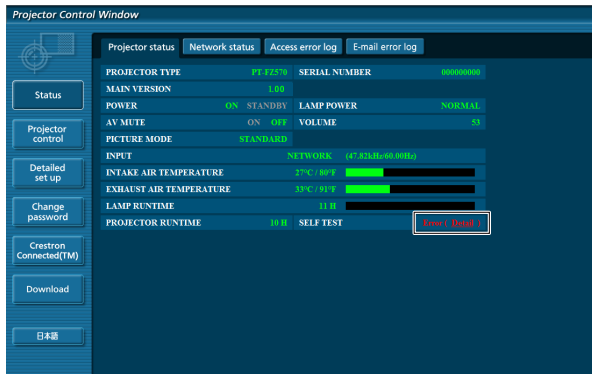 Projector Control Window
Projector status Network status Access error log E-mail error log
Status
Projector control
Detailed set up
Change password
Crestron Connected(TM)
Download
日本語
PROJECTOR TYPE PT-EZ570 SERIAL NUMBER 000000000
MAIN VERSION 1.00
POWER ON STANDBY LAMP POWER NORMAL
AV MUTE ON OFF VOLUME 53
PICTURE MODE STANDARD
INPUT NETWORK (47.82kHz/60.00Hz)
INTAKE AIR TEMPERATURE 27°C / 80°F
EXHAUST AIR TEMPERATURE 33°C / 91°F
LAMP RUNTIME 11 H
PROJECTOR RUNTIME 10 H SELF TEST Error ( Detail )